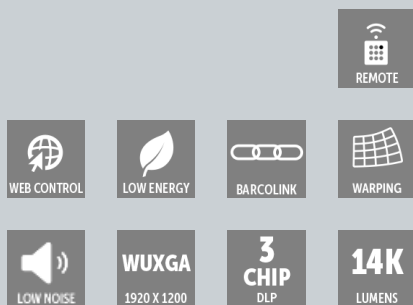 REMOTE
WEB CONTROL
LOW ENERGY
BARCOLINK
WARPING
LOW NOISE
WUXGA
1920 X 1200
3
CHIP
DLP
14K
LUMENS